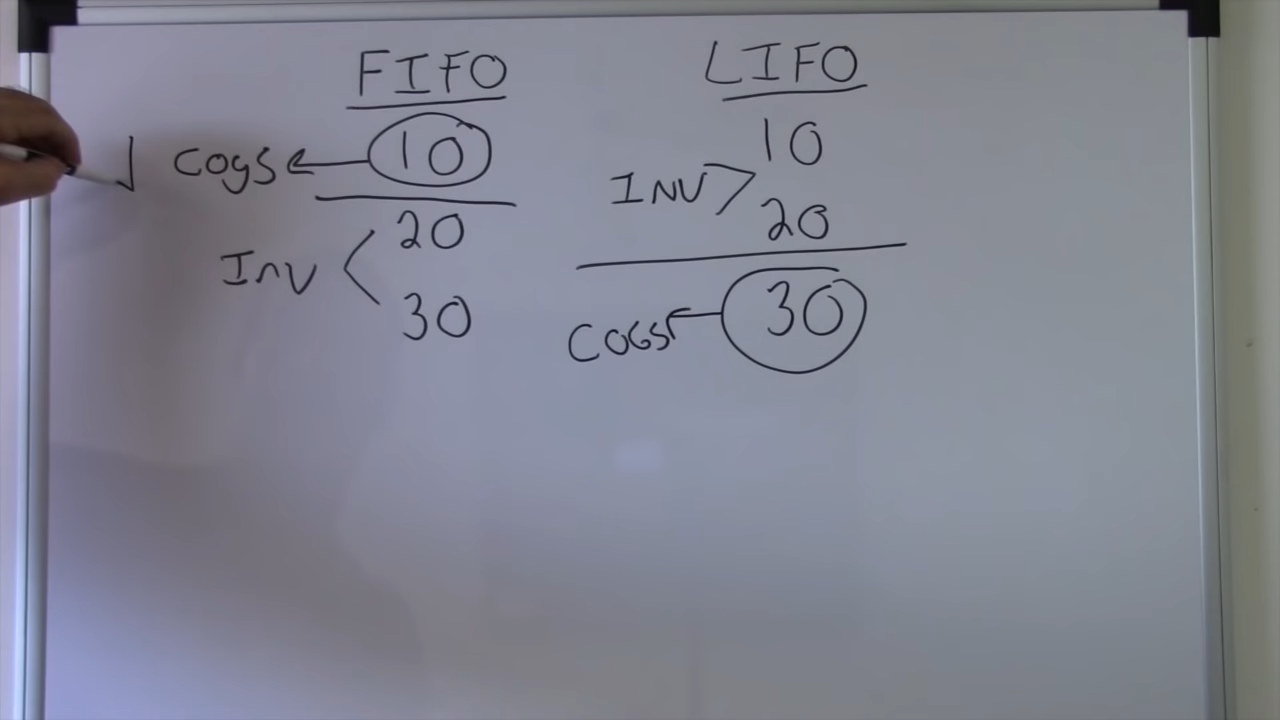 FIFO
cogs ← 10
20
Inv <
30
LIFO
10
INV >
20
COGS ← 30